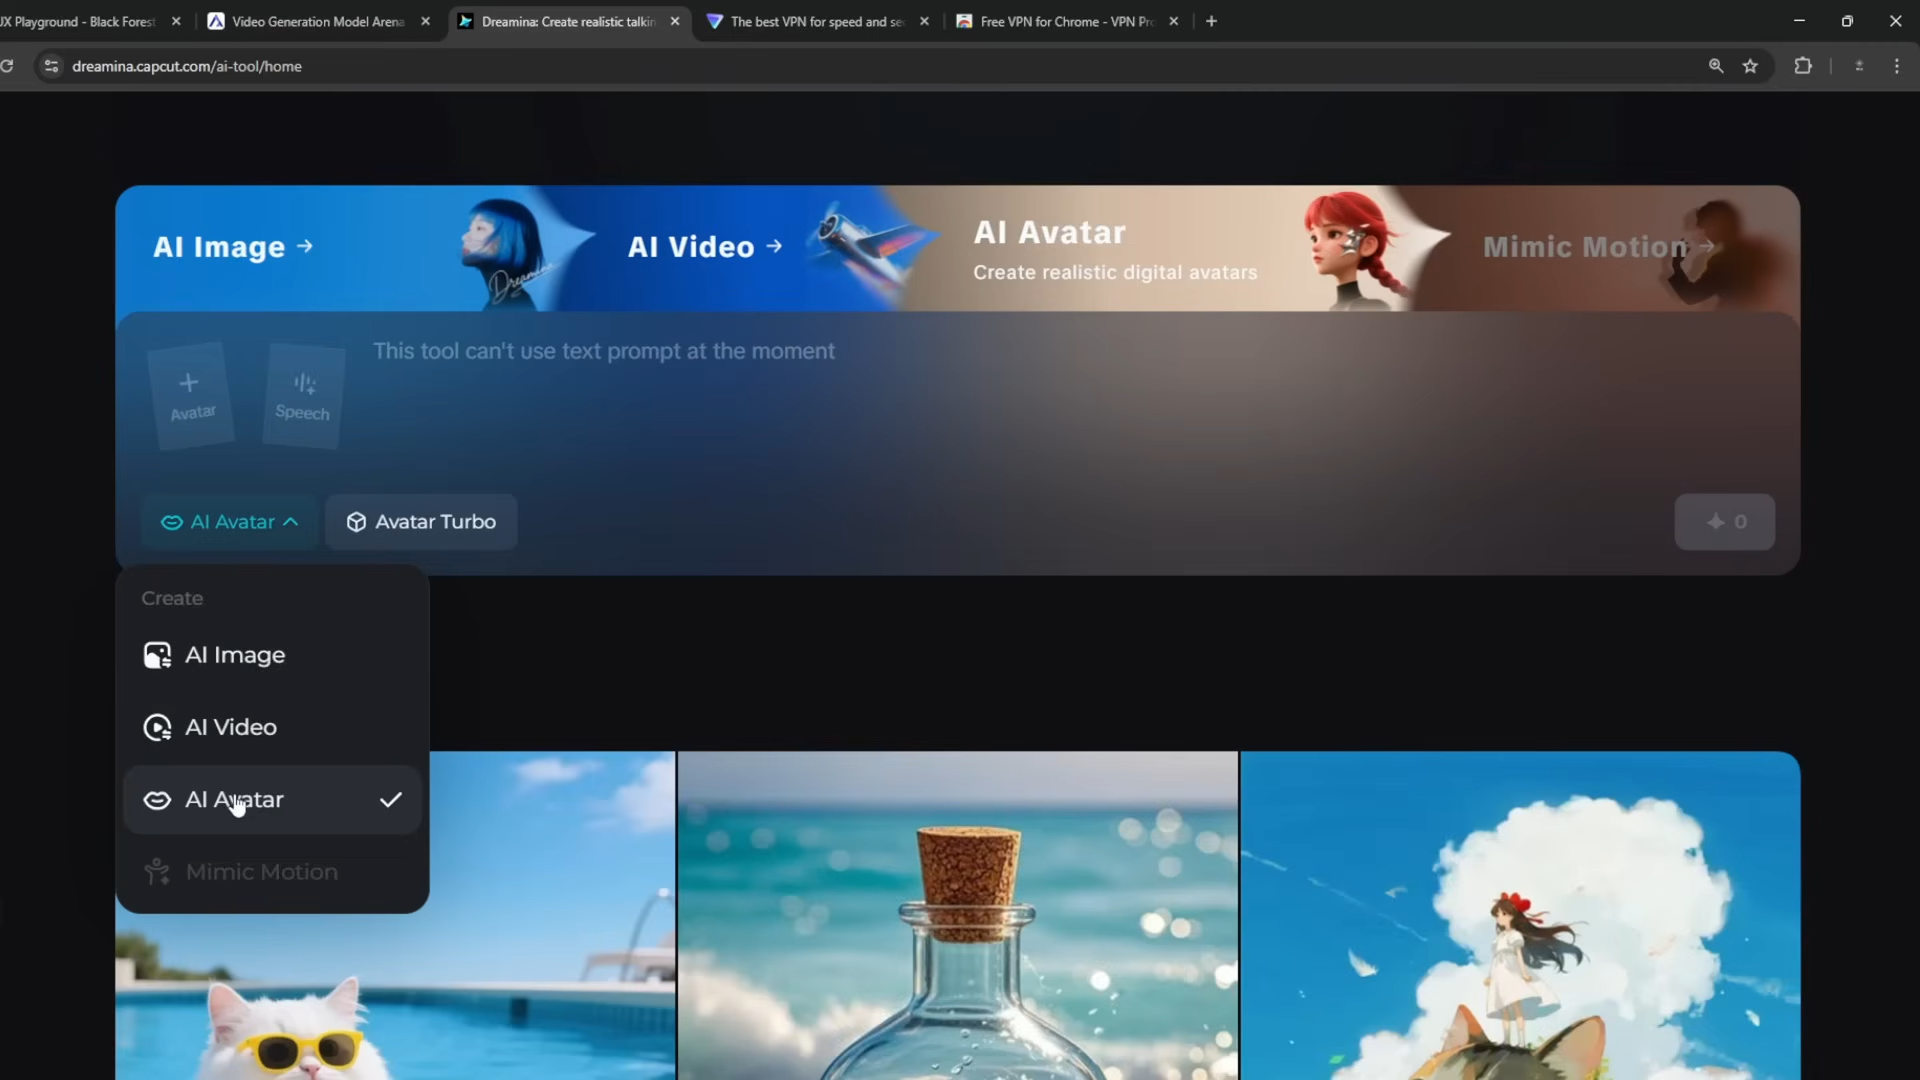 UX Playground - Black Forest
Video Generation Model Arena
Dreamina: Create realistic talkin
The best VPN for speed and se
Free VPN for Chrome - VPN Pr
dreamina.capcut.com/ai-tool/home
AI Image →
AI Video →
AI Avatar
Create realistic digital avatars
Mimic Motion →
Dreamina
This tool can't use text prompt at the moment
Avatar
Speech
AI Avatar
Avatar Turbo
0
Create
AI Image
AI Video
AI Avatar
Mimic Motion